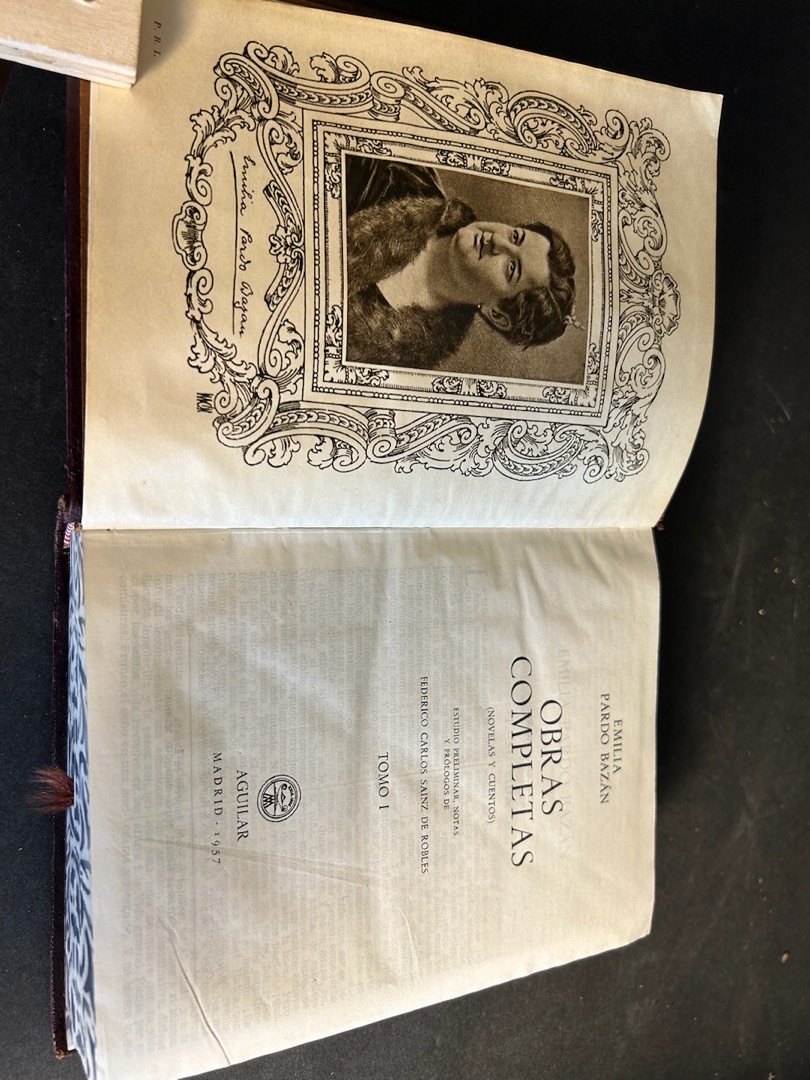 P. B. I.
Emilia Pardo Bazán
EMILIA
PARDO BAZÁN
OBRAS
COMPLETAS
(NOVELAS Y CUENTOS)
ESTUDIO PRELIMINAR, NOTAS
Y PRÓLOGOS DE
FEDERICO CARLOS SAINZ DE ROBLES
TOMO I
AGUILAR
MADRID - 1957